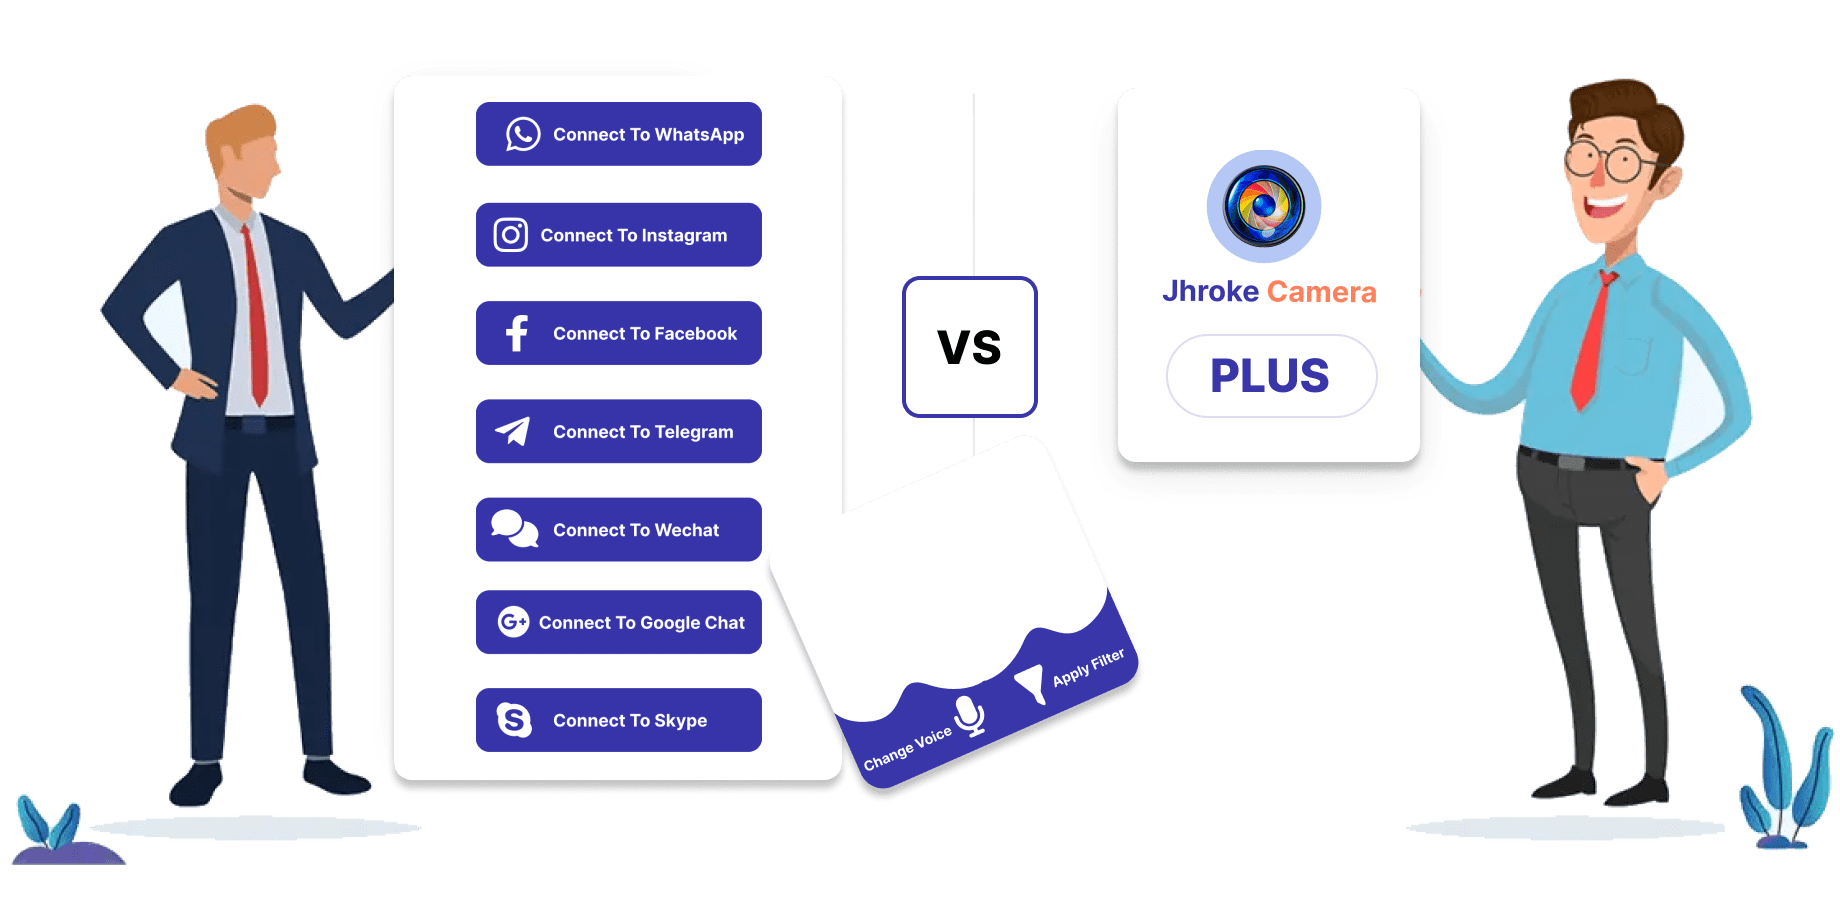 Connect To WhatsApp
Connect To Instagram
Connect To Facebook
Connect To Telegram
Connect To Wechat
G+ Connect To Google Chat
S Connect To Skype
VS
Jhroke Camera
PLUS
Change Voice
Apply Filter